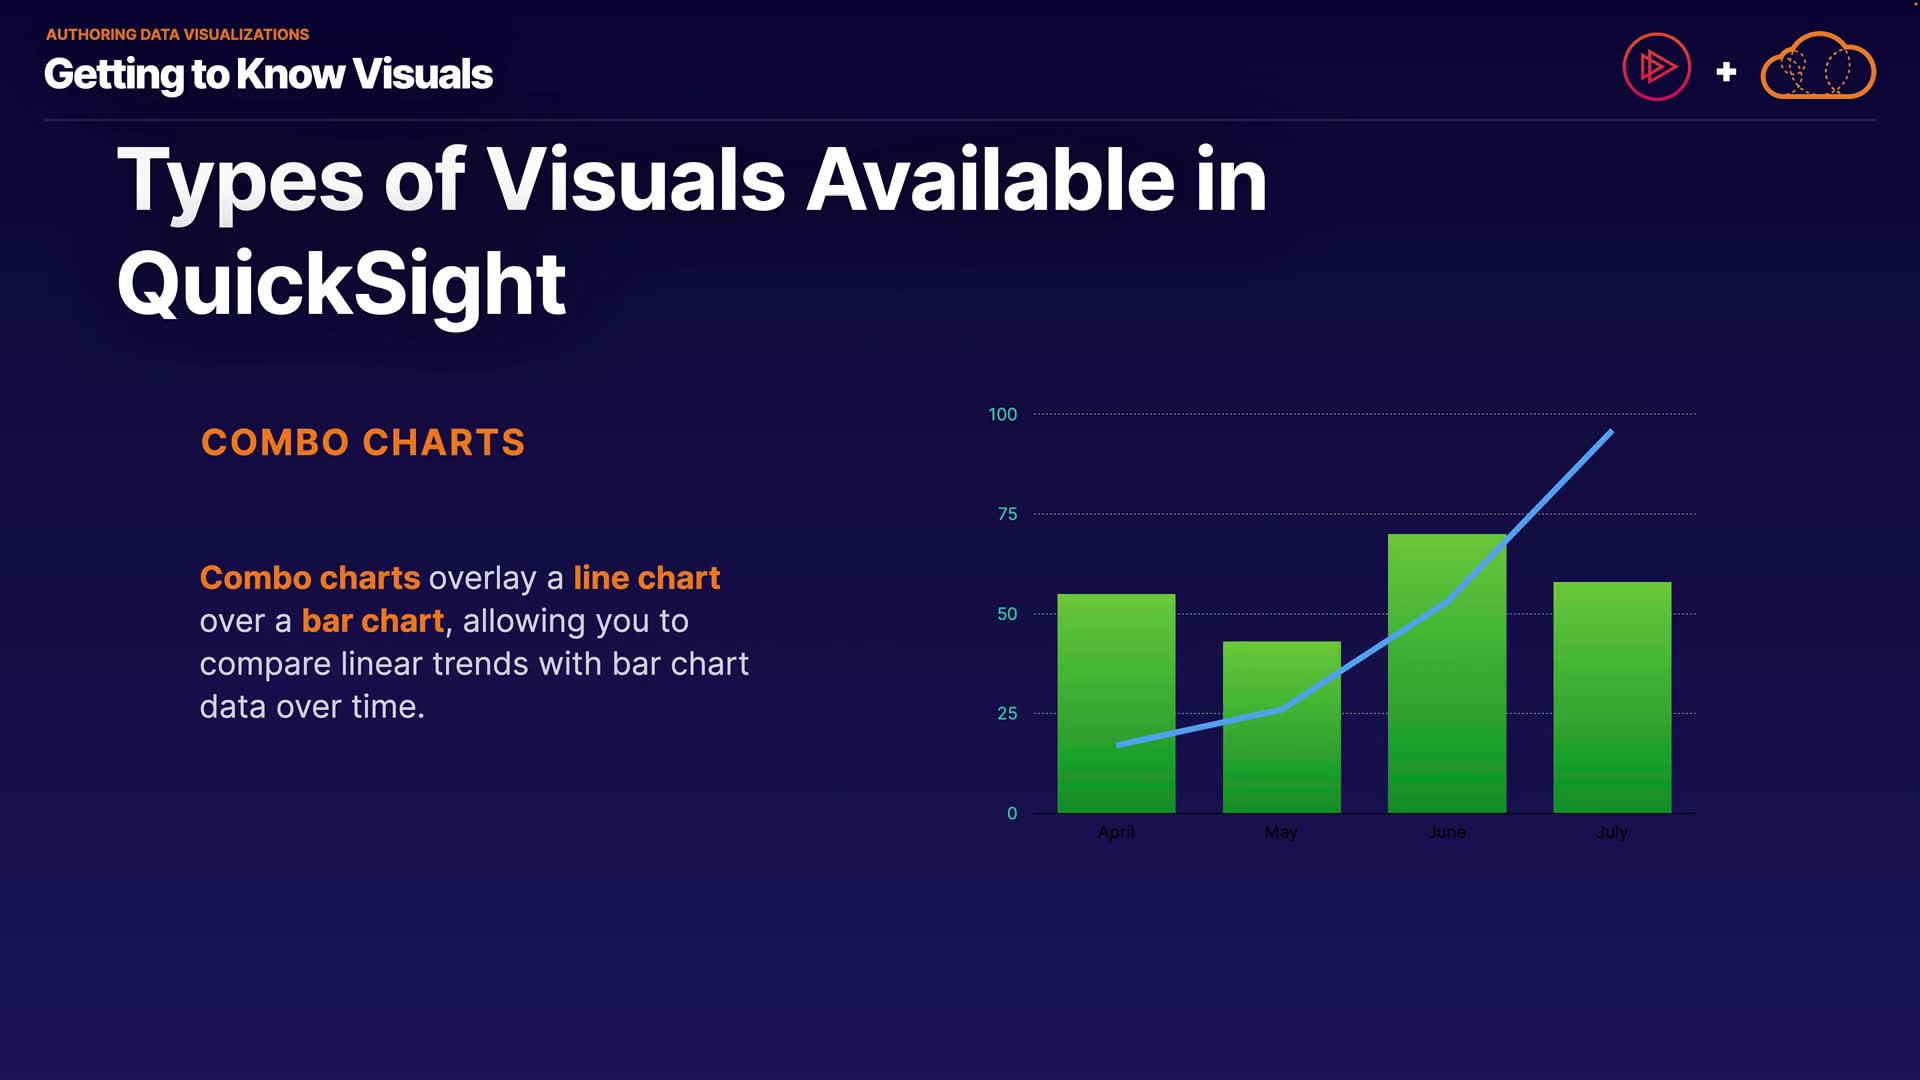 AUTHORING DATA VISUALIZATIONS
Getting to Know Visuals
+
Types of Visuals Available in
QuickSight
COMBO CHARTS
Combo charts overlay a line chart
over a bar chart, allowing you to
compare linear trends with bar chart
data over time.
100
75
50
25
0
April May June July